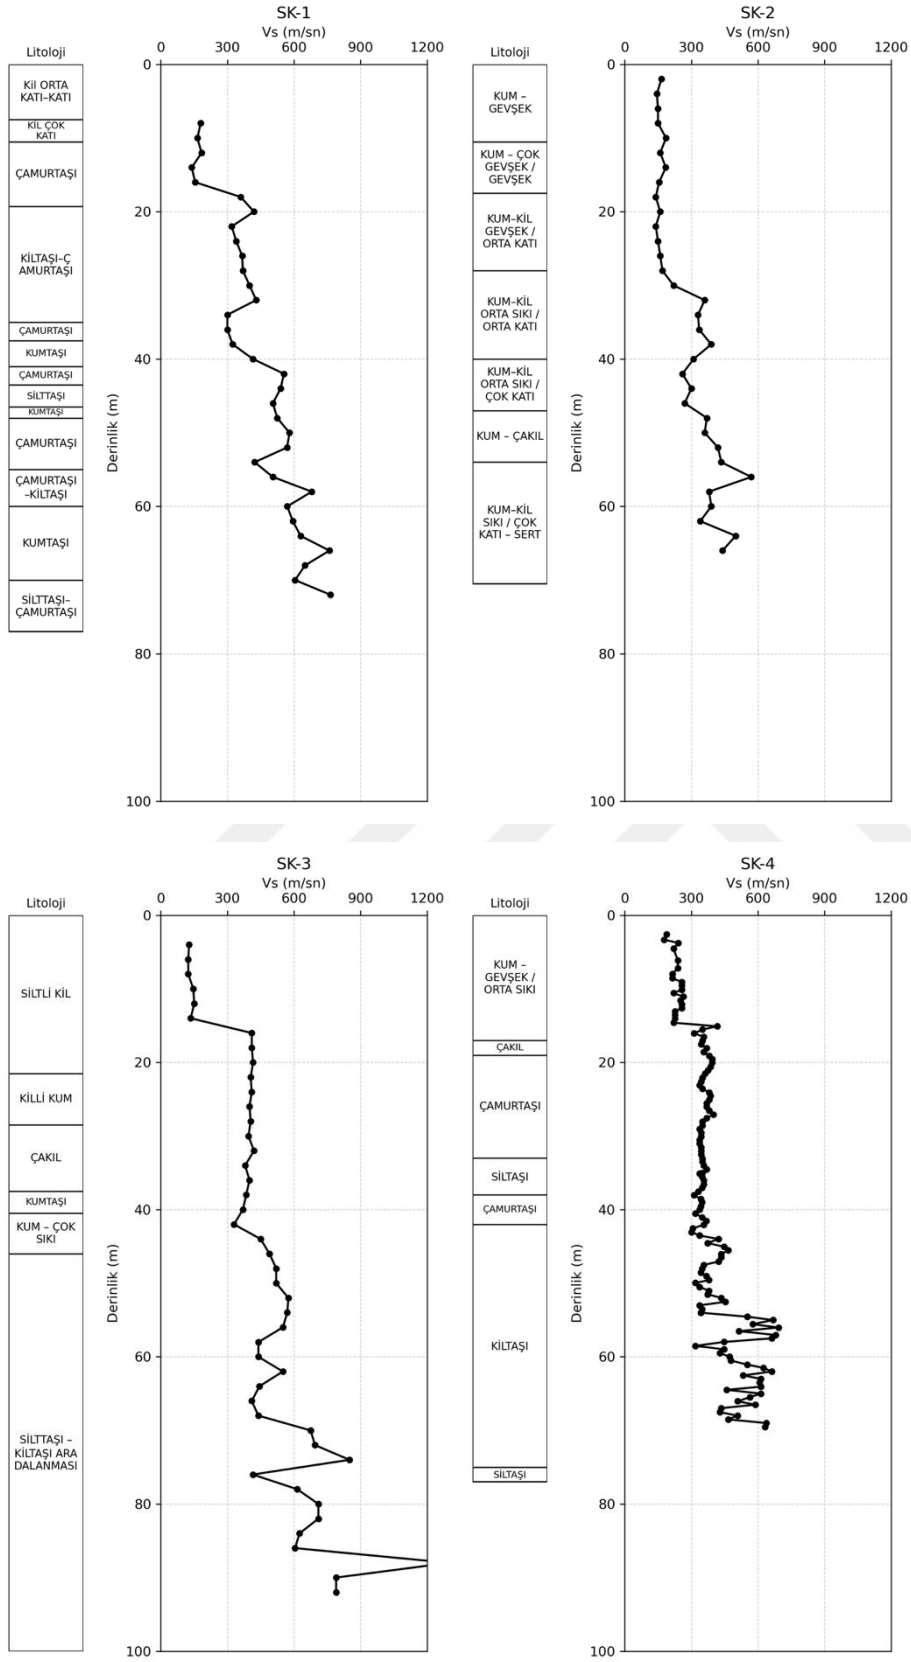 SK-1
Vs (m/sn)
0 300 600 900 1200
Litoloji
Kil ORTA
KATI–KATI
KİL ÇOK
KATI
ÇAMURTAŞI
KİLTAŞI–Ç
AMURTAŞI
ÇAMURTAŞI
KUMTAŞI
ÇAMURTAŞI
SİLTTAŞI
KUMTAŞI
ÇAMURTAŞI
ÇAMURTAŞI
–KİLTAŞI
KUMTAŞI
SİLTTAŞI–
ÇAMURTAŞI
Derinlik (m)
0
20
40
60
80
100
SK-2
Vs (m/sn)
0 300 600 900 1200
Litoloji
KUM –
GEVŞEK
KUM – ÇOK
GEVŞEK /
GEVŞEK
KUM–KİL
GEVŞEK /
ORTA KATI
KUM–KİL
ORTA SIKI /
ORTA KATI
KUM–KİL
ORTA SIKI /
ÇOK KATI
KUM – ÇAKIL
KUM–KİL
SIKI / ÇOK
KATI – SERT
Derinlik (m)
0
20
40
60
80
100
SK-3
Vs (m/sn)
0 300 600 900 1200
Litoloji
SİLTLİ KİL
KİLLİ KUM
ÇAKIL
KUMTAŞI
KUM – ÇOK
SIKI
SİLTTAŞI –
KİLTAŞI ARA
DALANMASI
Derinlik (m)
0
20
40
60
80
100
SK-4
Vs (m/sn)
0 300 600 900 1200
Litoloji
KUM –
GEVŞEK /
ORTA SIKI
ÇAKIL
ÇAMURTAŞI
SİLTAŞI
ÇAMURTAŞI
KİLTAŞI
SİLTAŞI
Derinlik (m)
0
20
40
60
80
100